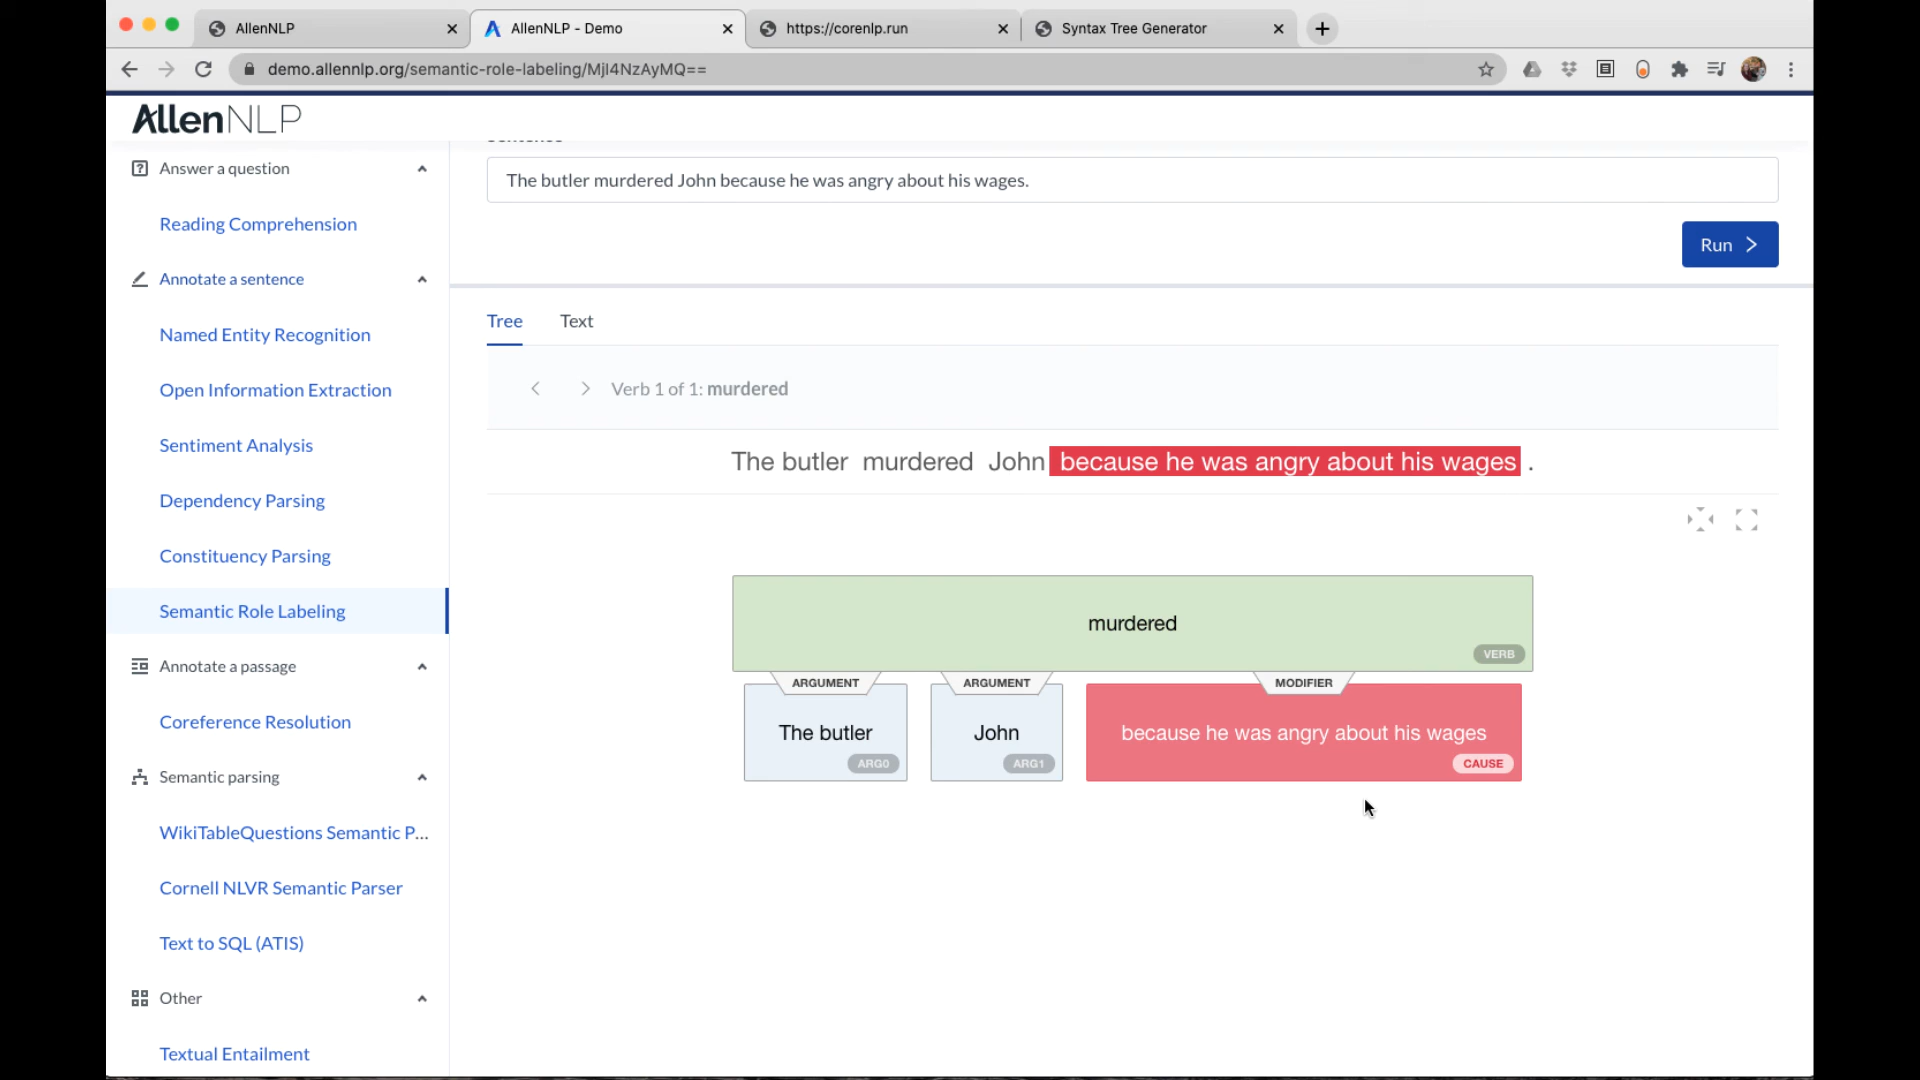 AllenNLP
AllenNLP - Demo
https://corenlp.run
Syntax Tree Generator
demo.allennlp.org/semantic-role-labeling/MjI4NzAyMQ==
AllenNLP
Answer a question
Reading Comprehension
Annotate a sentence
Named Entity Recognition
Open Information Extraction
Sentiment Analysis
Dependency Parsing
Constituency Parsing
Semantic Role Labeling
Annotate a passage
Coreference Resolution
Semantic parsing
WikiTableQuestions Semantic P...
Cornell NLVR Semantic Parser
Text to SQL (ATIS)
Other
Textual Entailment
The butler murdered John because he was angry about his wages.
Run
Tree Text
Verb 1 of 1: murdered
The butler murdered John because he was angry about his wages .
murdered
VERB
ARGUMENT ARGUMENT MODIFIER
The butler John because he was angry about his wages
ARG0 ARG1 CAUSE